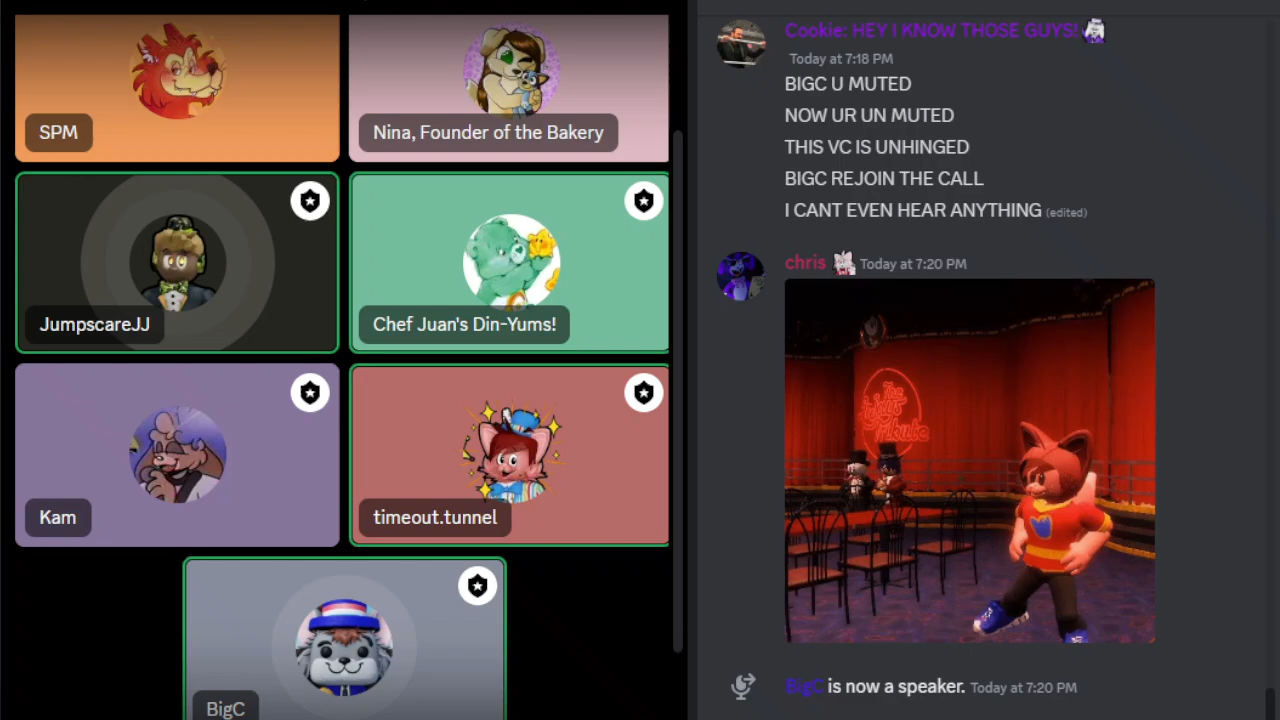 SPM
Nina, Founder of the Bakery
JumpscareJJ
Chef Juan's Din-Yums!
Kam
timeout.tunnel
BigC
Cookie: HEY I KNOW THOSE GUYS!
Today at 7:18 PM
BIGC U MUTED
NOW UR UN MUTED
THIS VC IS UNHINGED
BIGC REJOIN THE CALL
I CANT EVEN HEAR ANYTHING (edited)
chris Today at 7:20 PM
BigC is now a speaker. Today at 7:20 PM